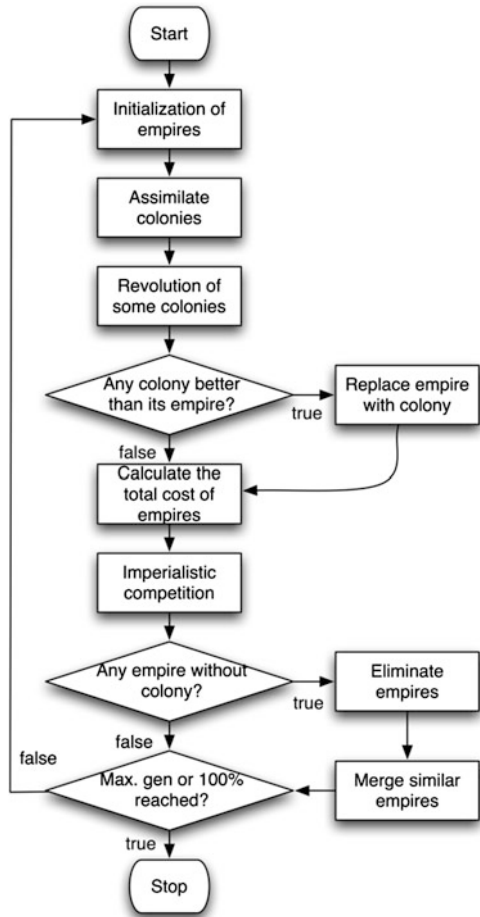 Start
Initialization of
empires
Assimilate
colonies
Revolution of
some colonies
Any colony better
than its empire?
true
Replace empire
with colony
false
Calculate the
total cost of
empires
Imperialistic
competition
Any empire without
colony?
true
Eliminate
empires
false
Merge similar
empires
false
Max. gen or 100%
reached?
true
Stop